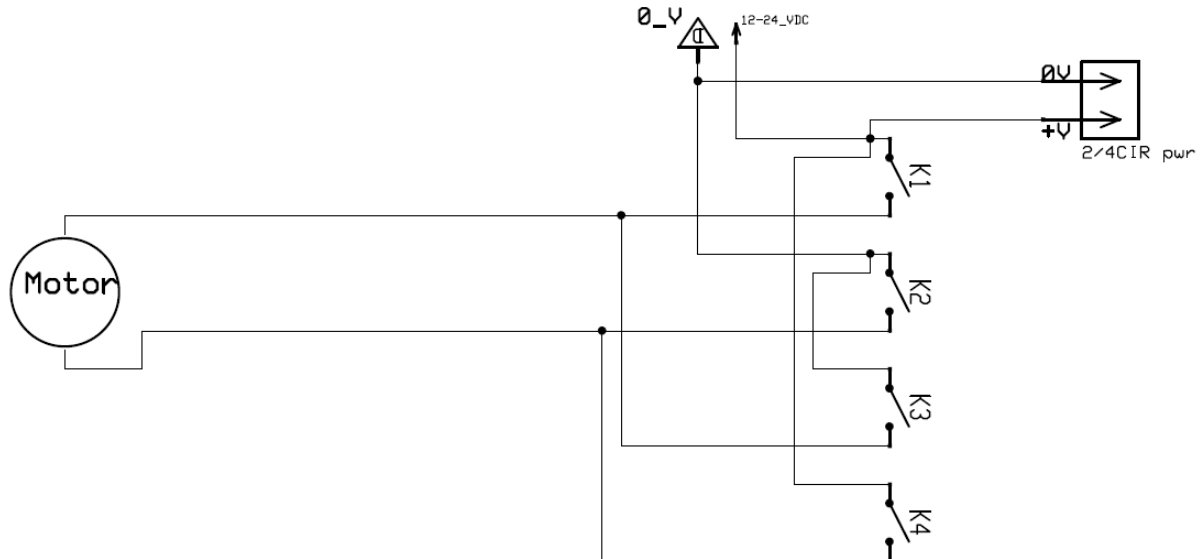 0_V
12-24_VDC
0V
+V
2/4CIR pwr
K1
Motor
K2
K3
K4